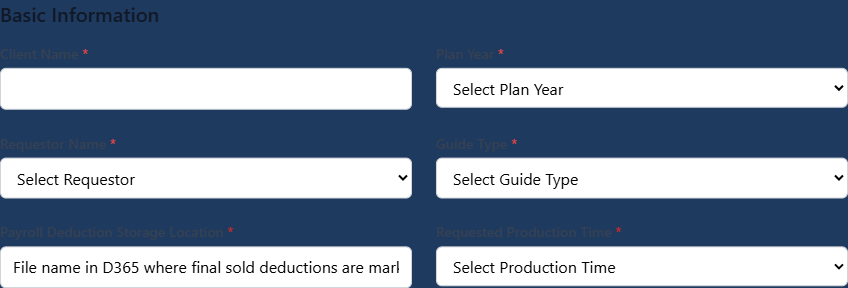 Basic Information
Client Name *
Plan Year *
Select Plan Year
Requestor Name *
Guide Type *
Select Requestor
Select Guide Type
Payroll Deduction Storage Location *
Requested Production Time *
File name in D365 where final sold deductions are mark
Select Production Time